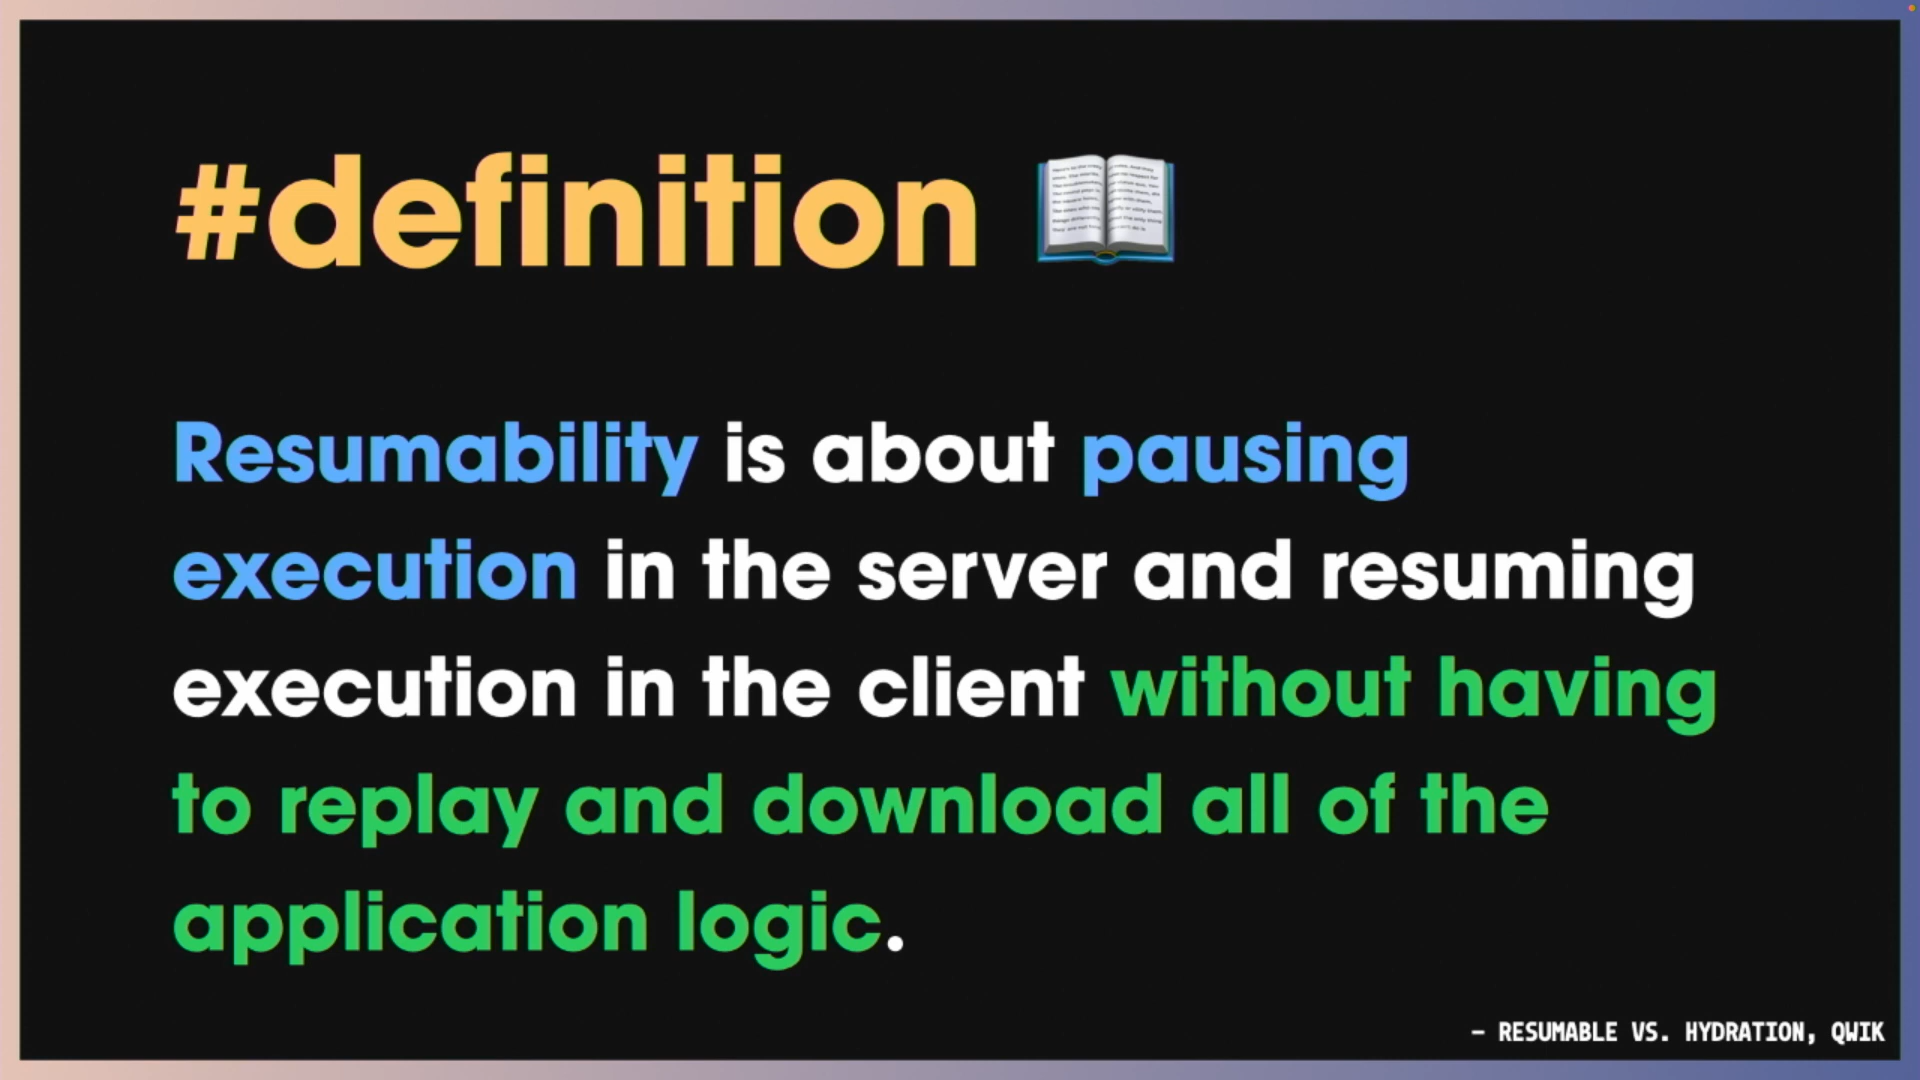 #definition
Resumability is about pausing
execution in the server and resuming
execution in the client without having
to replay and download all of the
application logic.
– RESUMABLE VS. HYDRATION, QWIK